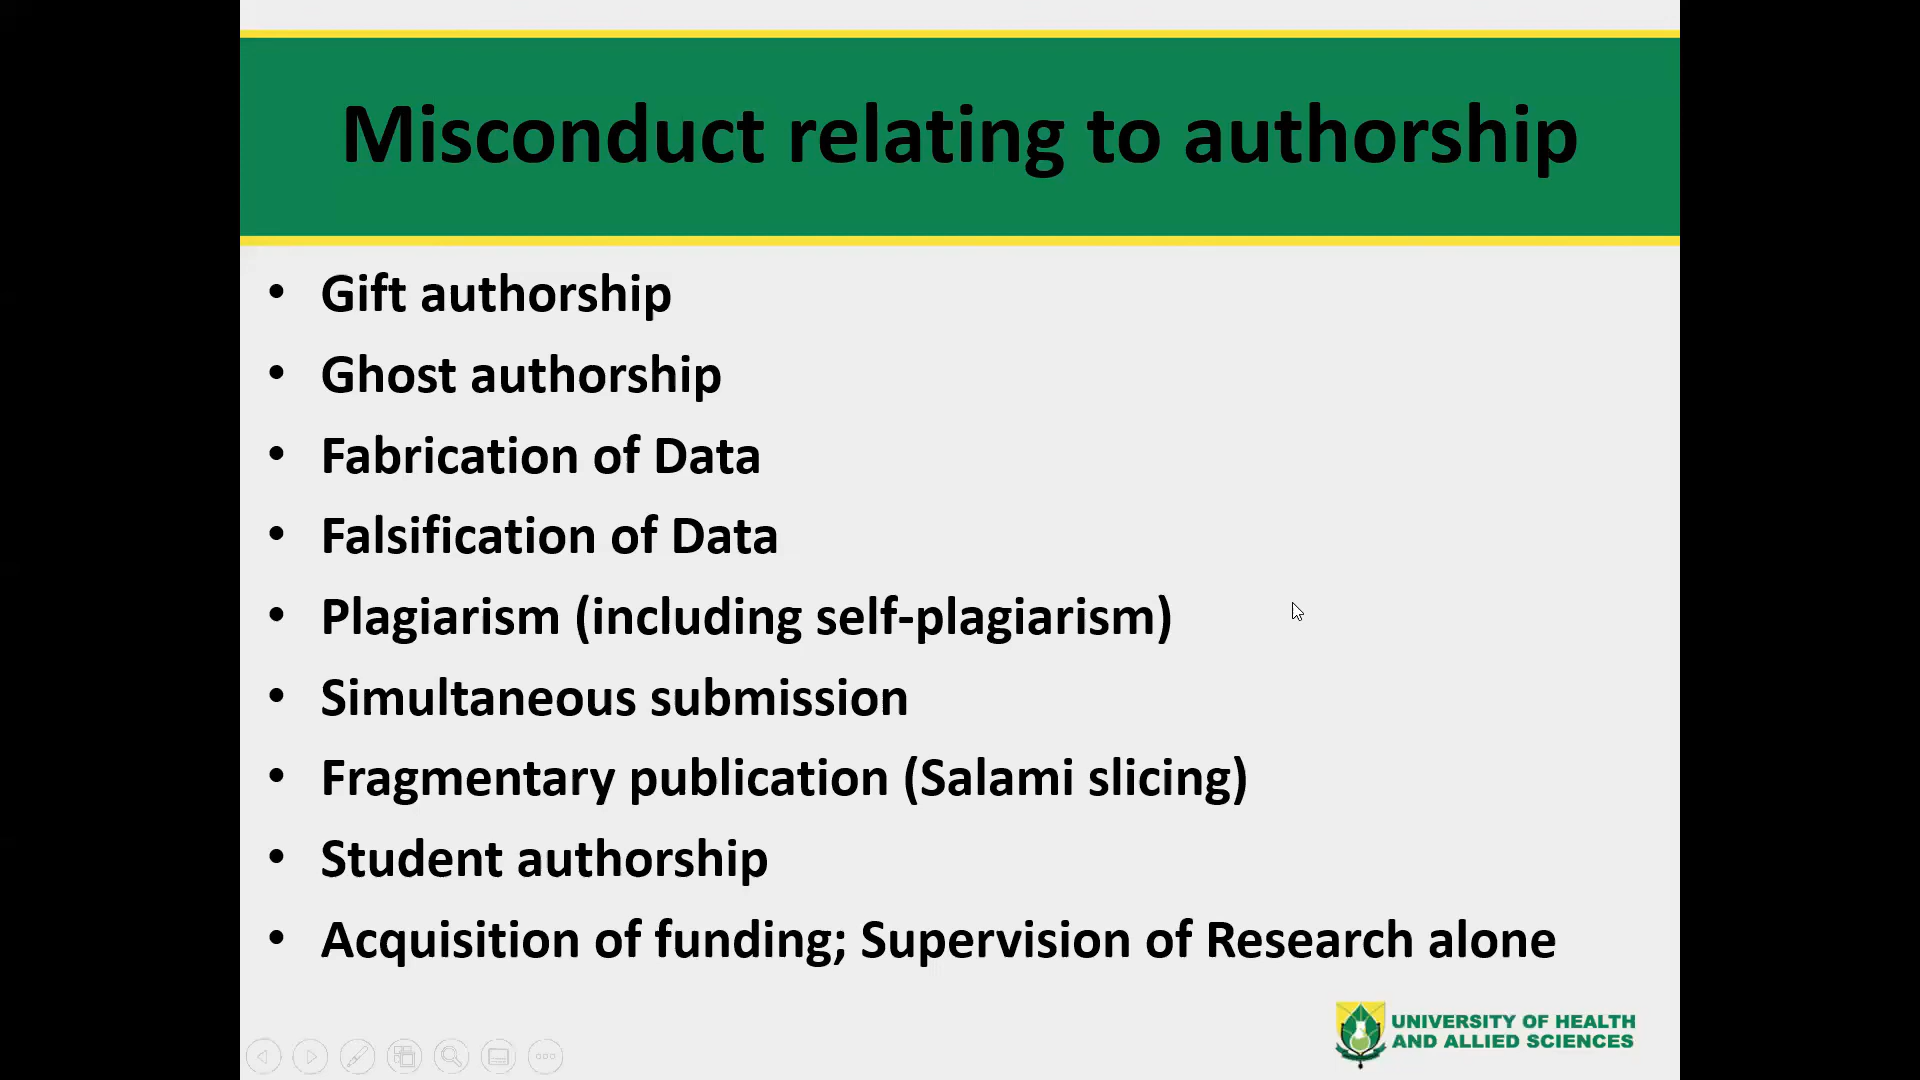 Misconduct relating to authorship
• Gift authorship
• Ghost authorship
• Fabrication of Data
• Falsification of Data
• Plagiarism (including self-plagiarism)
• Simultaneous submission
• Fragmentary publication (Salami slicing)
• Student authorship
• Acquisition of funding; Supervision of Research alone
UNIVERSITY OF HEALTH
AND ALLIED SCIENCES